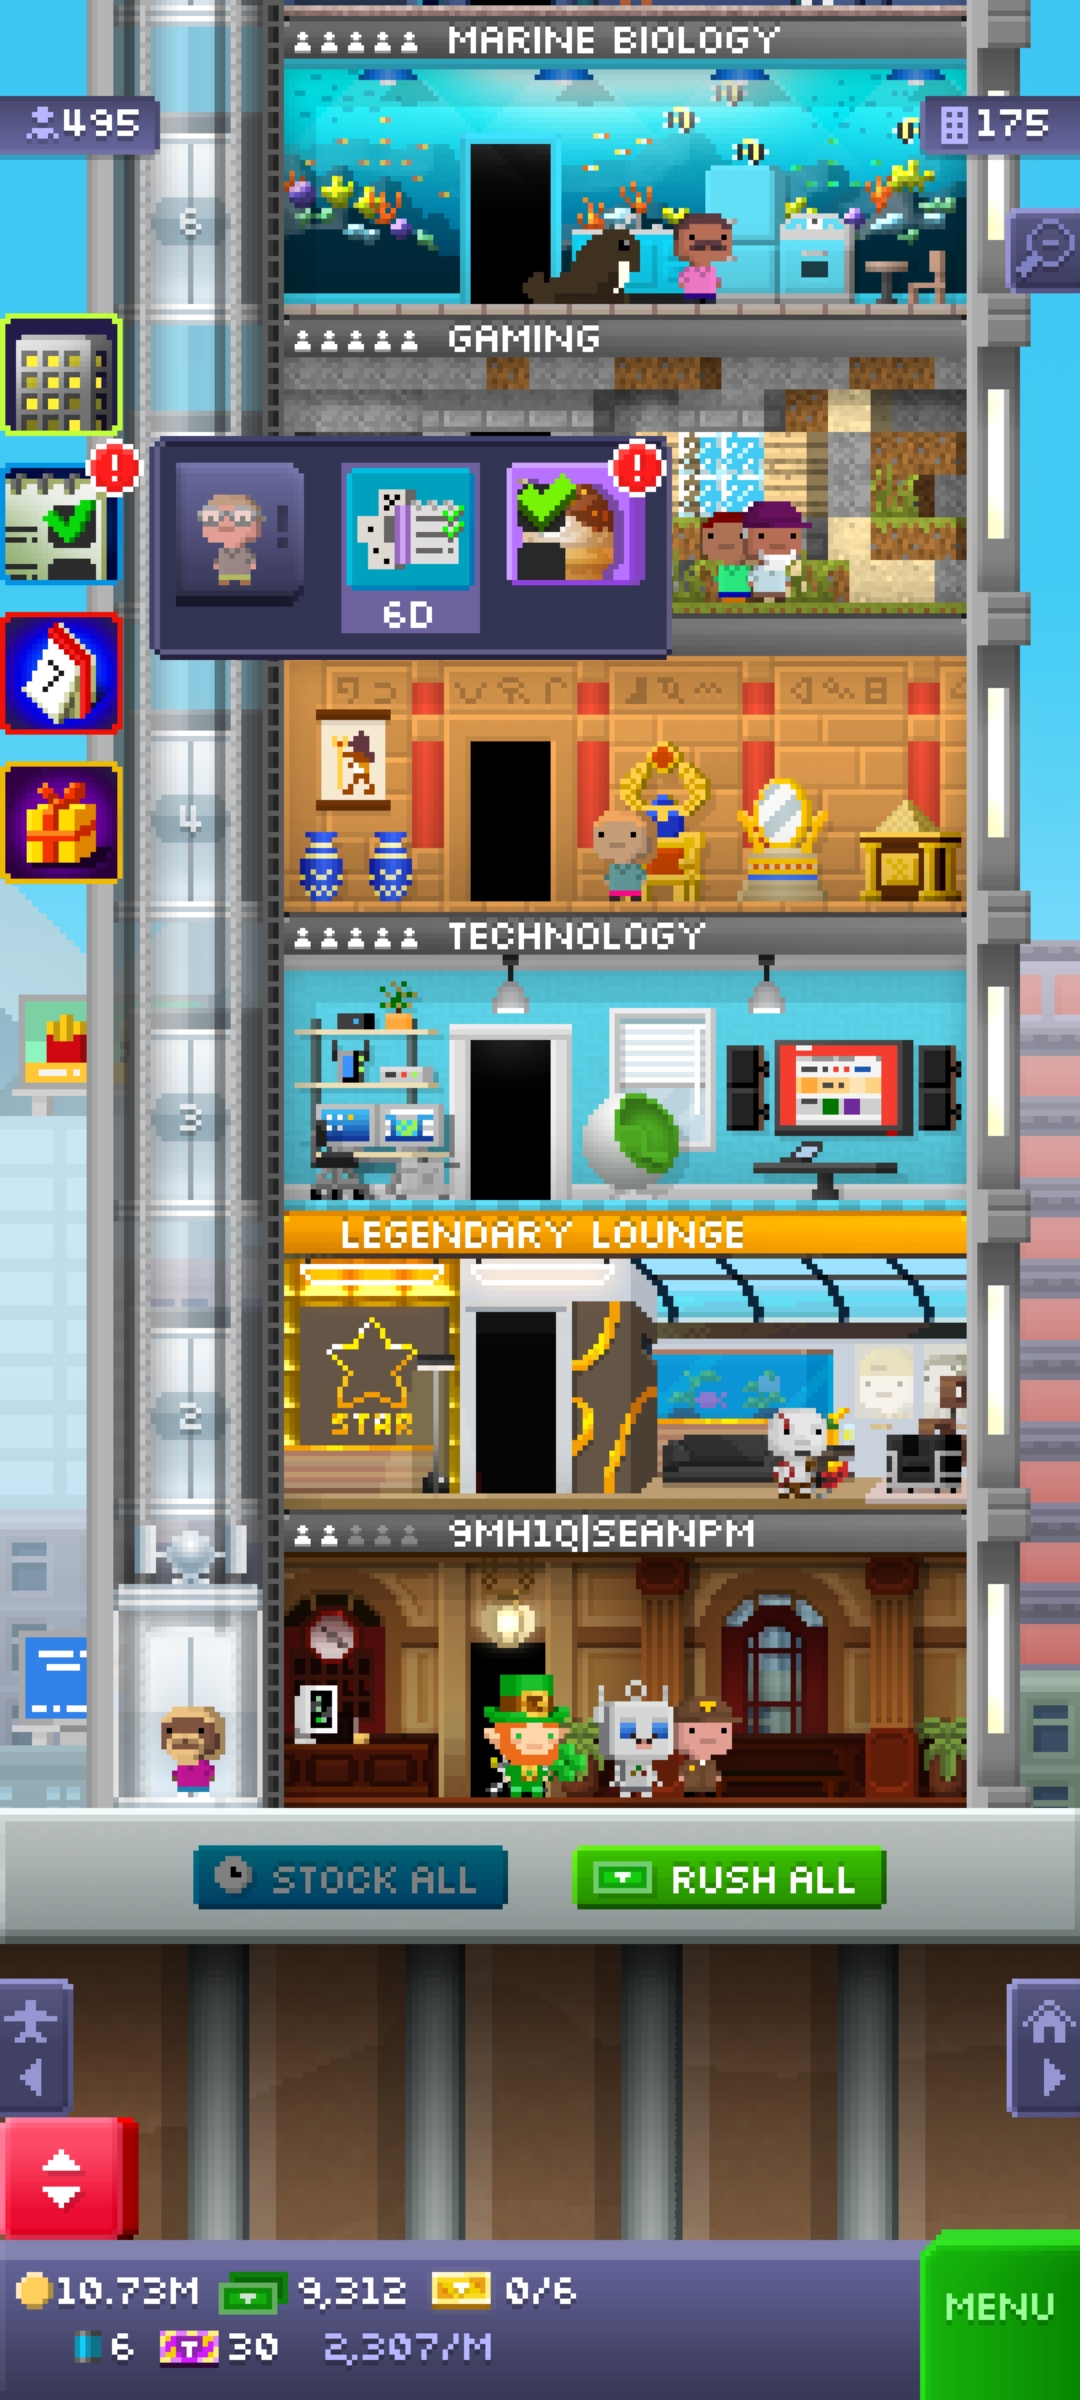 MARINE BIOLOGY
495
175
6
GAMING
6D
4
TECHNOLOGY
3
LEGENDARY LOUNGE
STAR
2
9MH1Q|SEANPM
STOCK ALL
RUSH ALL
10.73M
9,312
0/6
MENU
6
30
2,307/M